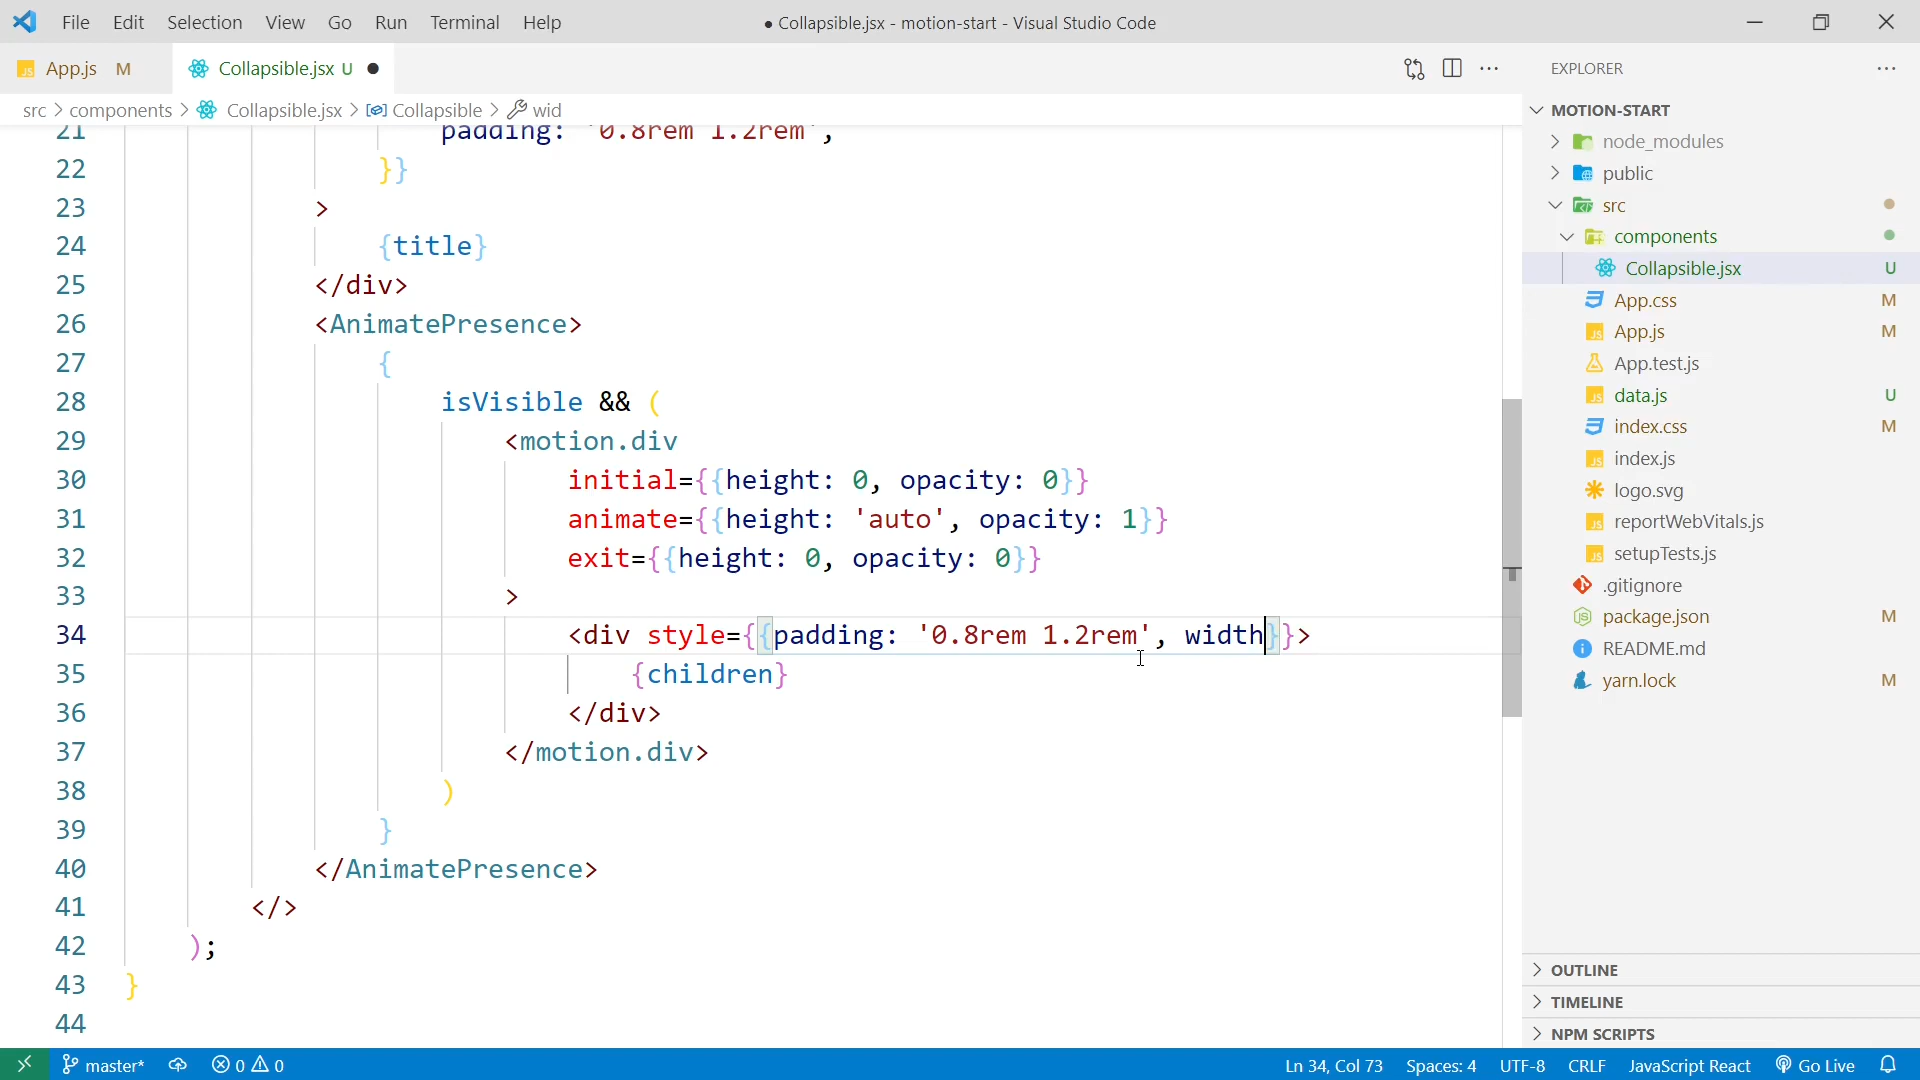 File Edit Selection View Go Run Terminal Help
● Collapsible.jsx - motion-start - Visual Studio Code
JS App.js M
Collapsible.jsx U ●
src > components > Collapsible.jsx > Collapsible > wid
21 padding: '0.8rem 1.2rem',
22 }}
23 >
24 {title}
25 </div>
26 <AnimatePresence>
27 {
28 isVisible && (
29 <motion.div
30 initial={{height: 0, opacity: 0}}
31 animate={{height: 'auto', opacity: 1}}
32 exit={{height: 0, opacity: 0}}
33 >
34 <div style={{padding: '0.8rem 1.2rem', width}}>
35 {children}
36 </div>
37 </motion.div>
38 )
39 }
40 </AnimatePresence>
41 </>
42 );
43 }
44
EXPLORER
MOTION-START
node_modules
public
src
components
Collapsible.jsx U
App.css M
JS App.js M
App.test.js
JS data.js U
index.css M
JS index.js
logo.svg
JS reportWebVitals.js
JS setupTests.js
.gitignore
package.json M
README.md
yarn.lock M
OUTLINE
TIMELINE
NPM SCRIPTS
master* 0 0
Ln 34, Col 73 Spaces: 4 UTF-8 CRLF JavaScript React Go Live